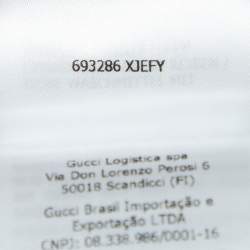 693286 XJEFY
Gucci Logistica spa
Via Don Lorenzo Perosi 6
50018 Scandicci (FI)
Gucci Brasil Importação e
Exportação LTDA
CNPJ: 08.338.986/0001-16